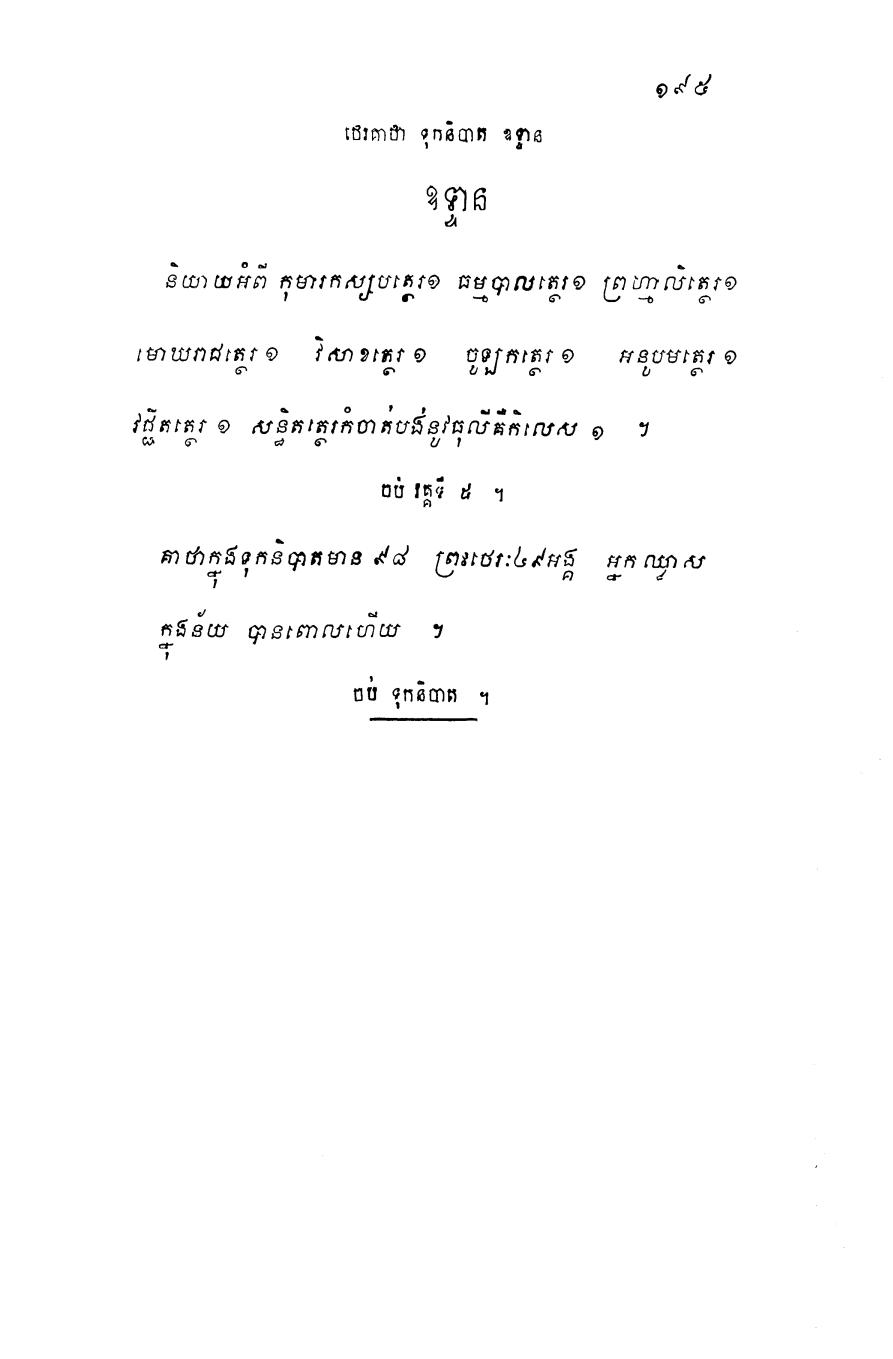 ១៩៥
ថេរគាថា ទុកនិបាត ឧទ្ទាន
ឧទ្ទាន
និយាយអំពី កុមារកស្សបត្ថេរ១ ធម្មបាលត្ថេរ១ ព្រហ្មាលិត្ថេរ១
មោឃរាជត្ថេរ ១ វិសាខត្ថេរ ១ ចូឡកត្ថេរ ១ អនូបមត្ថេរ ១
វជ្ជិតត្ថេរ ១ សន្ធិតត្ថេរកំចាត់បង់នូវធុលីគឺកិលេស ១ ។
ចប់ វគ្គទី ៥ ។
គាថាក្នុងទុកនិបាតមាន ៩៨ ព្រះថេរៈ៤៩អង្គ អ្នកឈ្លាស
ក្នុងន័យ បានពោលហើយ ។
ចប់ ទុកនិបាត ។